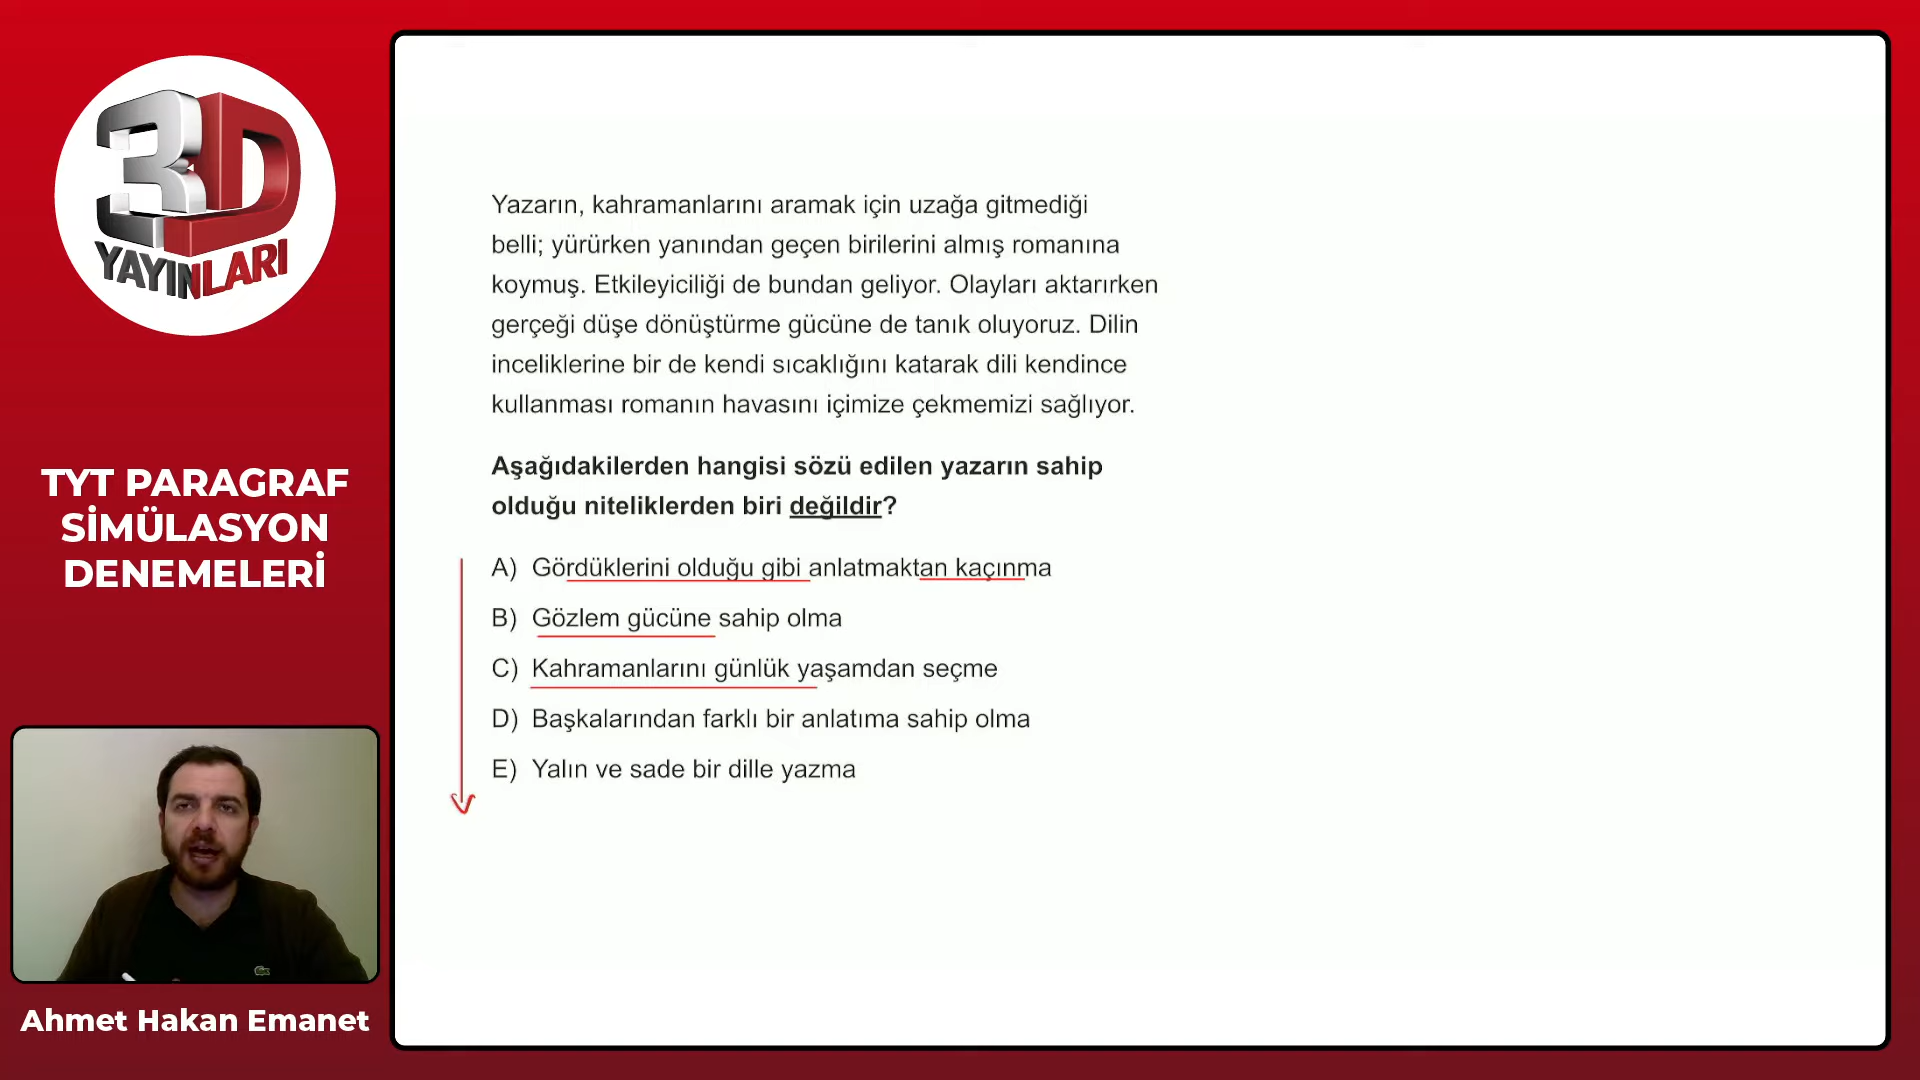 3D
YAYINLARI
TYT PARAGRAF
SİMÜLASYON
DENEMELERİ
Ahmet Hakan Emanet
Yazarın, kahramanlarını aramak için uzağa gitmediği
belli; yürürken yanından geçen birilerini almış romanına
koymuş. Etkileyiciliği de bundan geliyor. Olayları aktarırken
gerçeği düşe dönüştürme gücüne de tanık oluyoruz. Dilin
inceliklerine bir de kendi sıcaklığını katarak dili kendince
kullanması romanın havasını içimize çekmemizi sağlıyor.
Aşağıdakilerden hangisi sözü edilen yazarın sahip
olduğu niteliklerden biri değildir?
A) Gördüklerini olduğu gibi anlatmaktan kaçınma
B) Gözlem gücüne sahip olma
C) Kahramanlarını günlük yaşamdan seçme
D) Başkalarından farklı bir anlatıma sahip olma
E) Yalın ve sade bir dille yazma